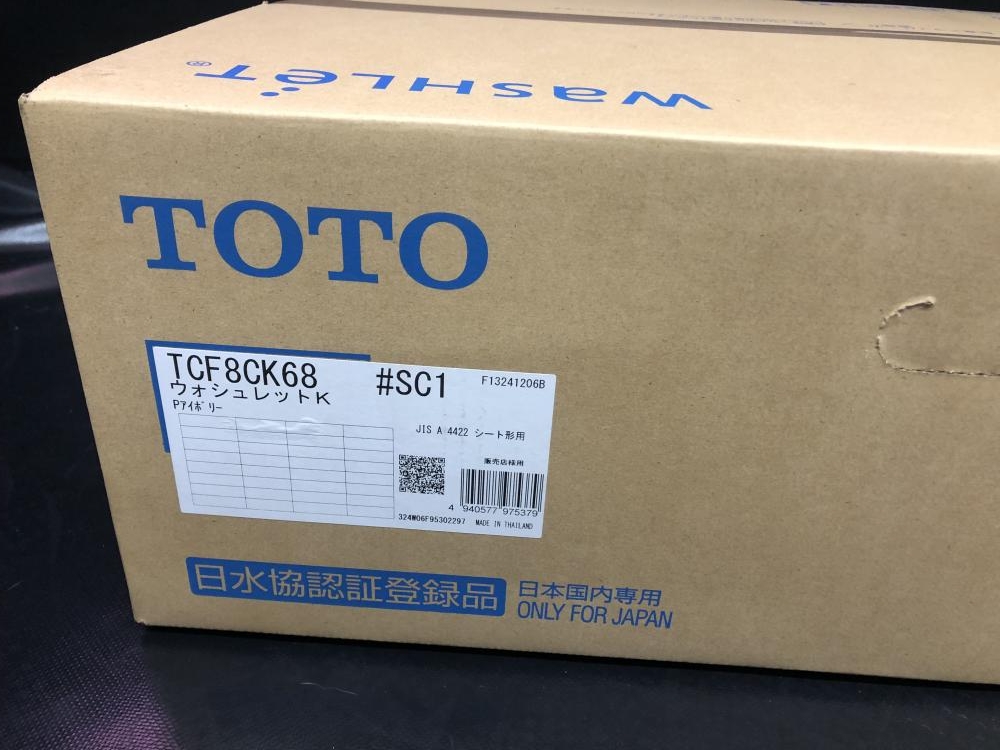 WASHLET®
TOTO
TCF8CK68 #SC1 F13241206B
ウォシュレットK
Pアイボリー
JIS A 4422 シート形用
販売店様用
4 940577 975379
324W06F95302297 MADE IN THAILAND
日水協認証登録品
日本国内専用
ONLY FOR JAPAN